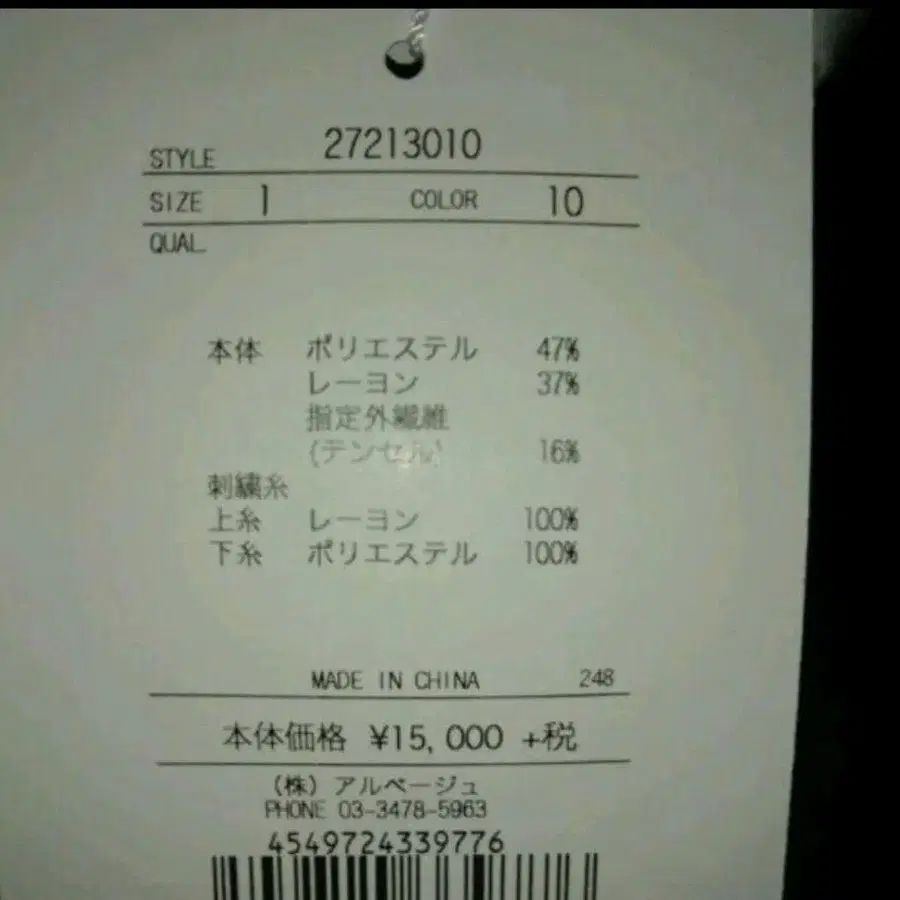 STYLE 27213010
SIZE 1 COLOR 10
QUAL.
本体 ポリエステル 47%
レーヨン 37%
指定外繊維
(テンセル) 16%
刺繍糸
上糸 レーヨン 100%
下糸 ポリエステル 100%
MADE IN CHINA 248
本体価格 ¥15,000 +税
(株) アルページュ
PHONE 03-3478-5963
4549724339776